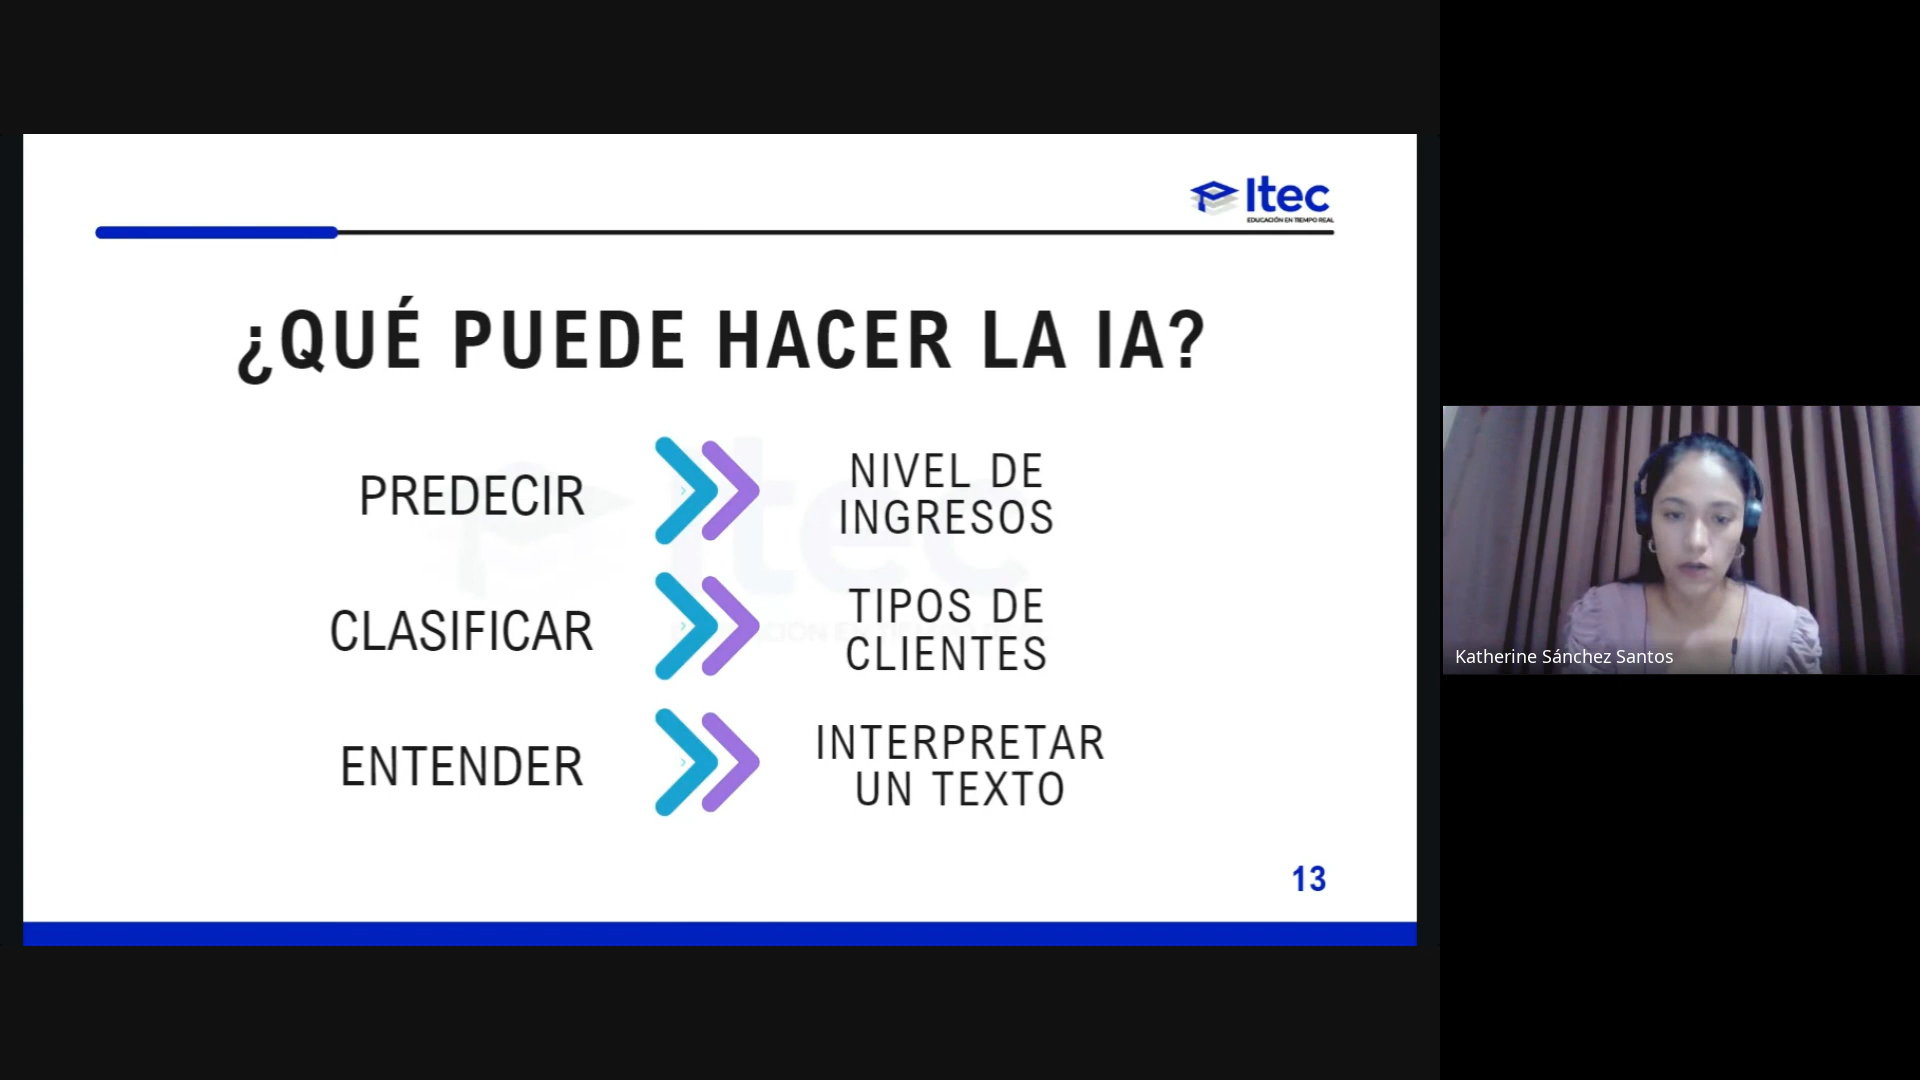 Itec
EDUCACIÓN EN TIEMPO REAL
¿QUÉ PUEDE HACER LA IA?
PREDECIR
NIVEL DE
INGRESOS
CLASIFICAR
TIPOS DE
CLIENTES
ENTENDER
INTERPRETAR
UN TEXTO
13
Katherine Sánchez Santos